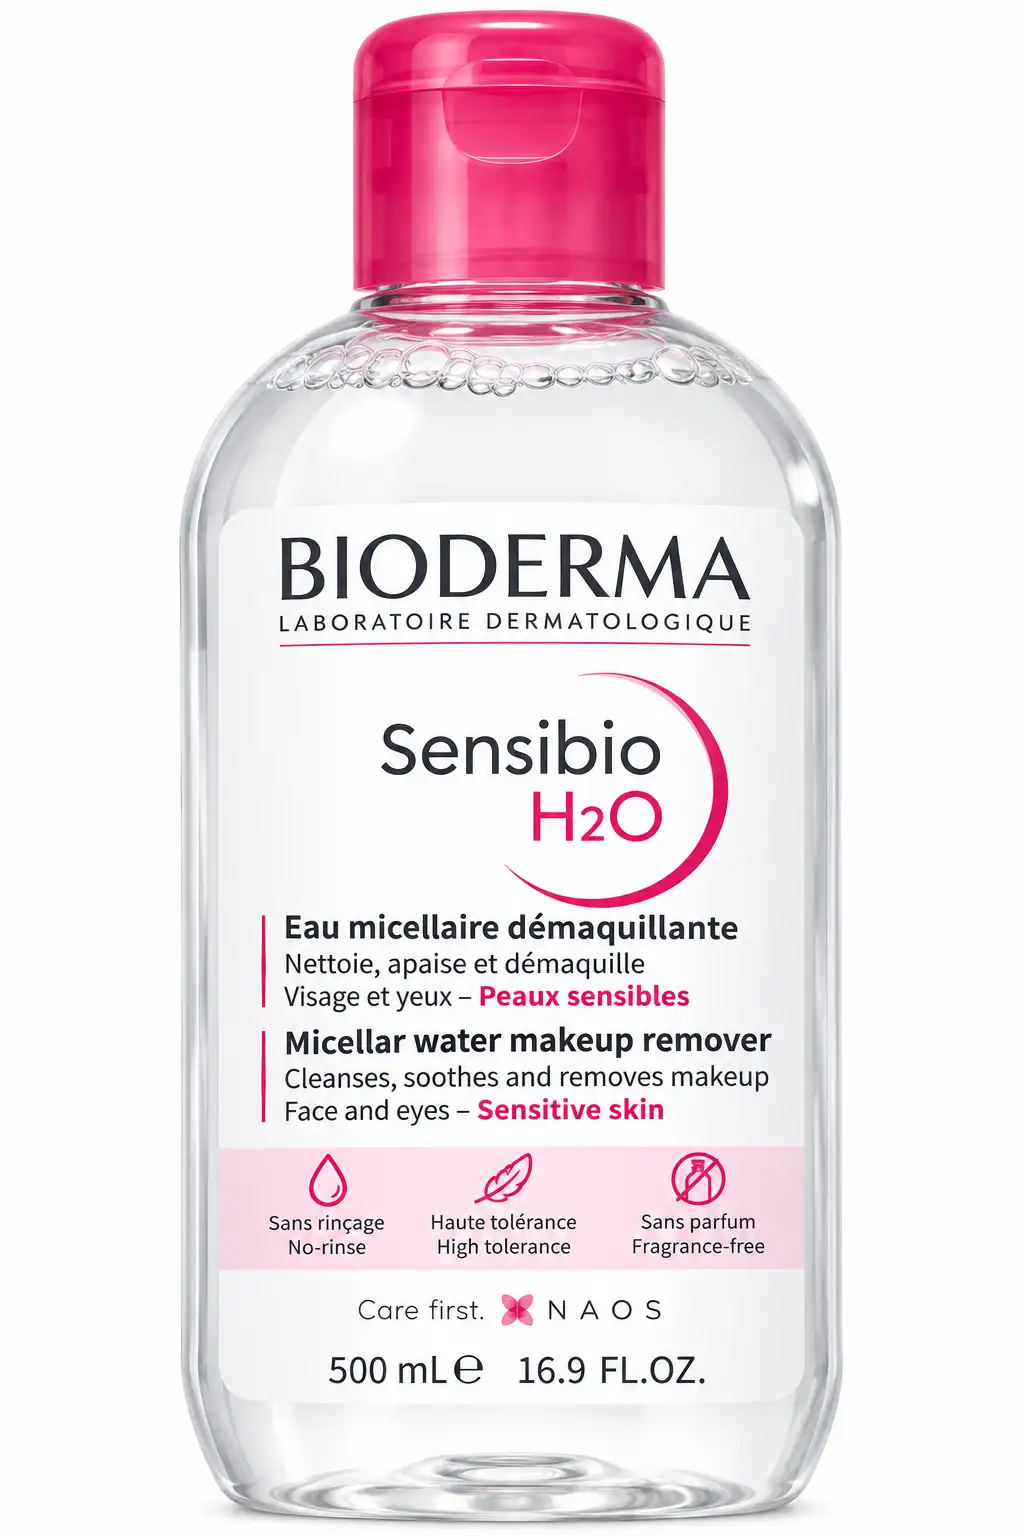 BIODERMA
LABORATOIRE DERMATOLOGIQUE
Sensibio
H2O
Eau micellaire démaquillante
Nettoie, apaise et démaquille
Visage et yeux – Peaux sensibles
Micellar water makeup remover
Cleanses, soothes and removes makeup
Face and eyes – Sensitive skin
Sans rinçage
No-rinse
Haute tolérance
High tolerance
Sans parfum
Fragrance-free
Care first. NAOS
500 mL ℮ 16.9 FL.OZ.